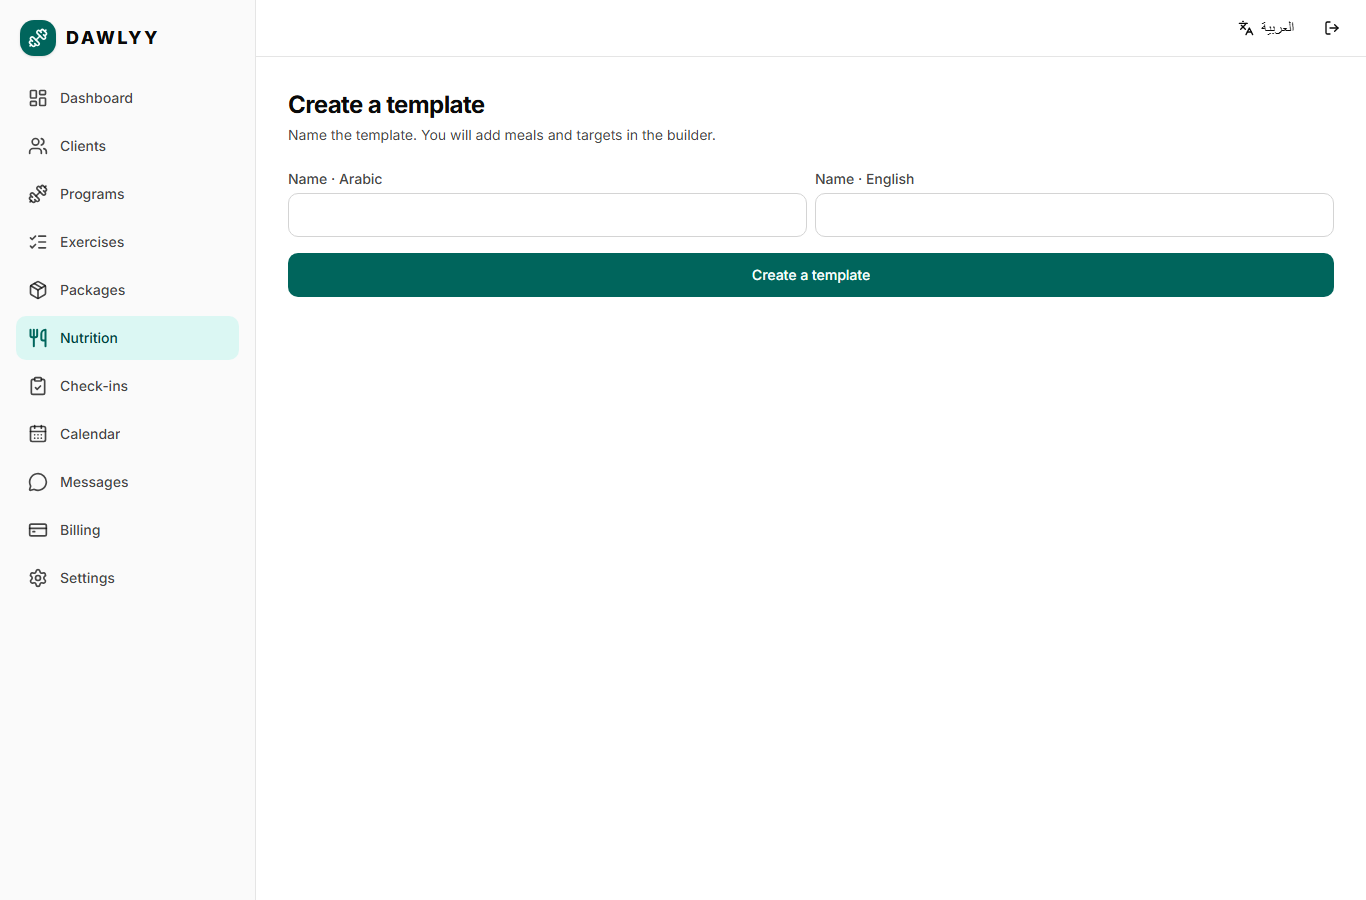 DAWLYY
العربية
Dashboard
Clients
Programs
Exercises
Packages
Nutrition
Check-ins
Calendar
Messages
Billing
Settings
Create a template
Name the template. You will add meals and targets in the builder.
Name · Arabic
Name · English
Create a template